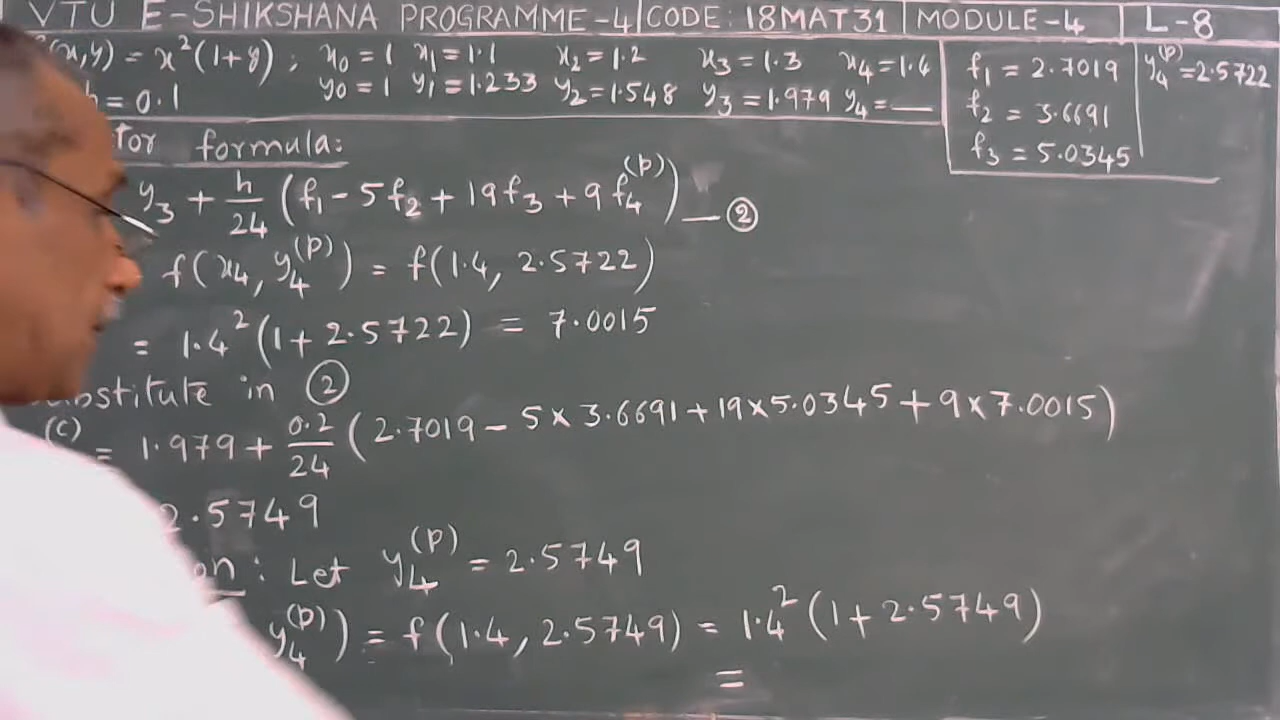 VTU E-SHIKSHANA PROGRAMME-4 | CODE: 18MAT31 | MODULE-4 | L-8
(x,y) = x²(1+y) ; x₀=1 x₁=1.1 x₂=1.2 x₃=1.3 x₄=1.4
h = 0.1 y₀=1 y₁=1.233 y₂=1.548 y₃=1.979 y₄=__
f₁ = 2.7019
f₂ = 3.6691
f₃ = 5.0345
y₄^(P) = 2.5722
tor formula:
y₃ + h/24 (f₁ - 5f₂ + 19f₃ + 9f₄^(P)) — ②
f(x₄, y₄^(P)) = f(1.4, 2.5722)
= 1.4²(1 + 2.5722) = 7.0015
ubstitute in ②
(C) = 1.979 + 0.2/24 (2.7019 - 5×3.6691 + 19×5.0345 + 9×7.0015)
2.5749
on : Let y₄^(P) = 2.5749
y₄^(P)) = f(1.4, 2.5749) = 1.4²(1 + 2.5749)
=